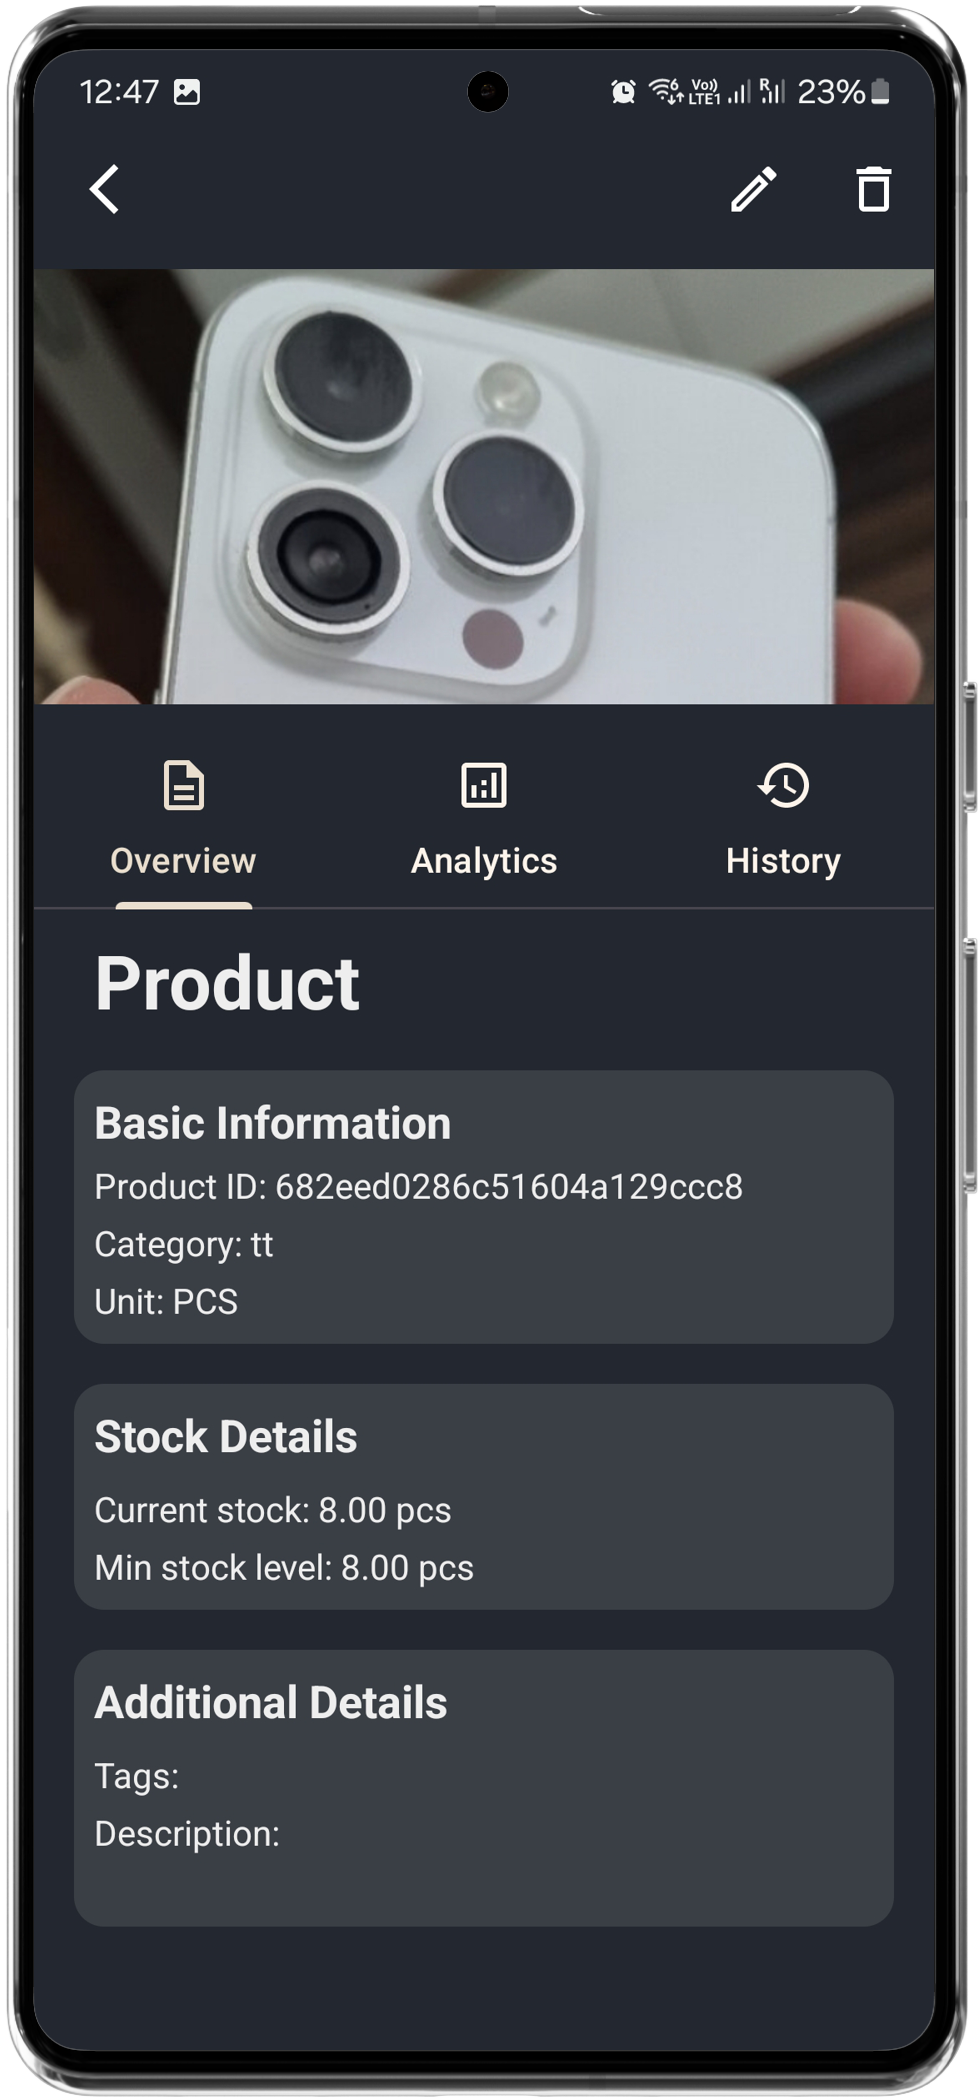 12:47
6 Vo)) LTE1 R 23%
Overview Analytics History
Product
Basic Information
Product ID: 682eed0286c51604a129ccc8
Category: tt
Unit: PCS
Stock Details
Current stock: 8.00 pcs
Min stock level: 8.00 pcs
Additional Details
Tags:
Description: